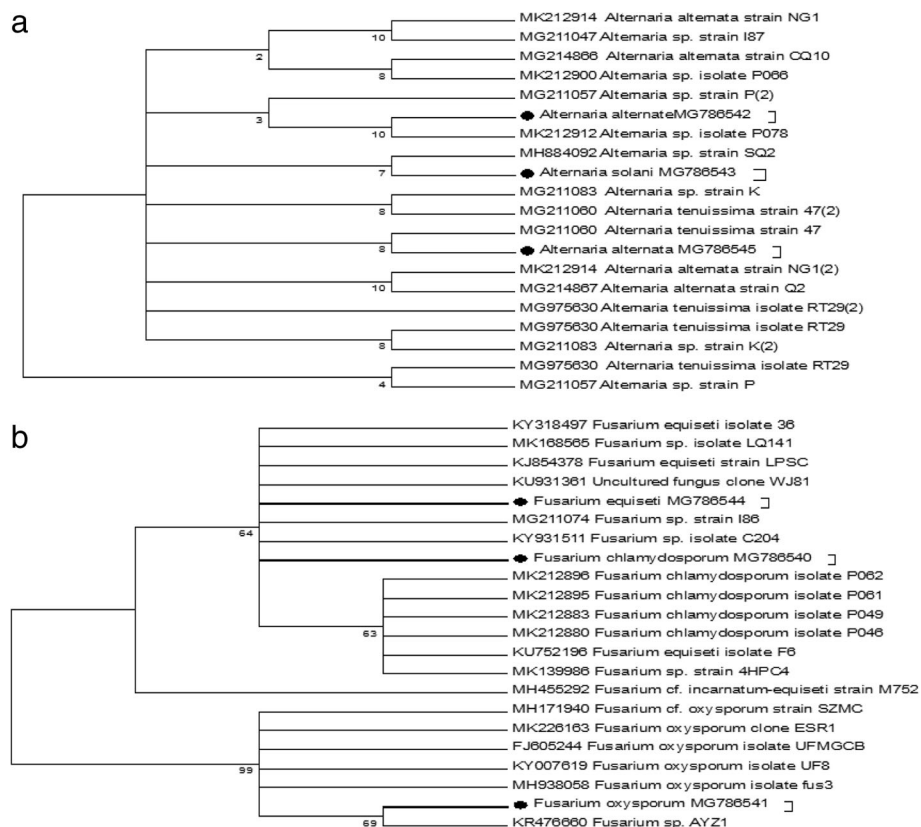 a
MK212914 Alternaria alternata strain NG1
MG211047 Alternaria sp. strain I87
10
2
MG214866 Alternaria alternata strain CQ10
MK212900 Alternaria sp. isolate P066
8
MG211057 Alternaria sp. strain P(2)
3
Alternaria alternateMG786542
MK212912 Alternaria sp. isolate P078
10
MH884092 Alternaria sp. strain SQ2
Alternaria solani MG786543
7
MG211083 Alternaria sp. strain K
MG211060 Alternaria tenuissima strain 47(2)
8
MG211060 Alternaria tenuissima strain 47
Alternaria alternata MG786545
8
MK212914 Alternaria alternata strain NG1(2)
MG214867 Alternaria alternata strain Q2
10
MG975630 Alternaria tenuissima isolate RT29(2)
MG975630 Alternaria tenuissima isolate RT29
MG211083 Alternaria sp. strain K(2)
8
MG975630 Alternaria tenuissima isolate RT29
MG211057 Alternaria sp. strain P
4
b
KY318497 Fusarium equiseti isolate 36
MK168565 Fusarium sp. isolate LQ141
KJ854378 Fusarium equiseti strain LPSC
KU931361 Uncultured fungus clone WJ81
Fusarium equiseti MG786544
MG211074 Fusarium sp. strain I86
64
KY931511 Fusarium sp. isolate C204
Fusarium chlamydosporum MG786540
MK212896 Fusarium chlamydosporum isolate P062
MK212895 Fusarium chlamydosporum isolate P061
MK212883 Fusarium chlamydosporum isolate P049
MK212880 Fusarium chlamydosporum isolate P046
63
KU752196 Fusarium equiseti isolate F6
MK139986 Fusarium sp. strain 4HPC4
MH455292 Fusarium cf. incarnatum-equiseti strain M752
MH171940 Fusarium cf. oxysporum strain SZMC
MK226163 Fusarium oxysporum clone ESR1
FJ605244 Fusarium oxysporum isolate UFMGCB
KY007619 Fusarium oxysporum isolate UF8
99
MH938058 Fusarium oxysporum isolate fus3
Fusarium oxysporum MG786541
KR476660 Fusarium sp. AYZ1
69